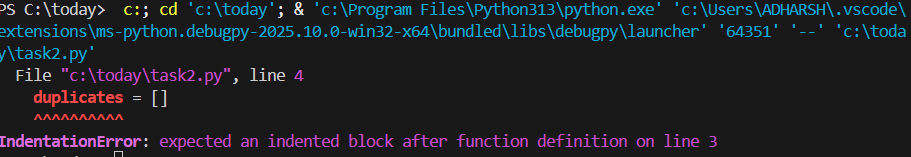 PS C:\today>  c:; cd 'c:\today'; & 'c:\Program Files\Python313\python.exe' 'c:\Users\ADHARSH\.vscode\
extensions\ms-python.debugpy-2025.10.0-win32-x64\bundled\libs\debugpy\launcher' '64351' '--' 'c:\toda
y\task2.py'
  File "c:\today\task2.py", line 4
    duplicates = []
    ^^^^^^^^^^
IndentationError: expected an indented block after function definition on line 3